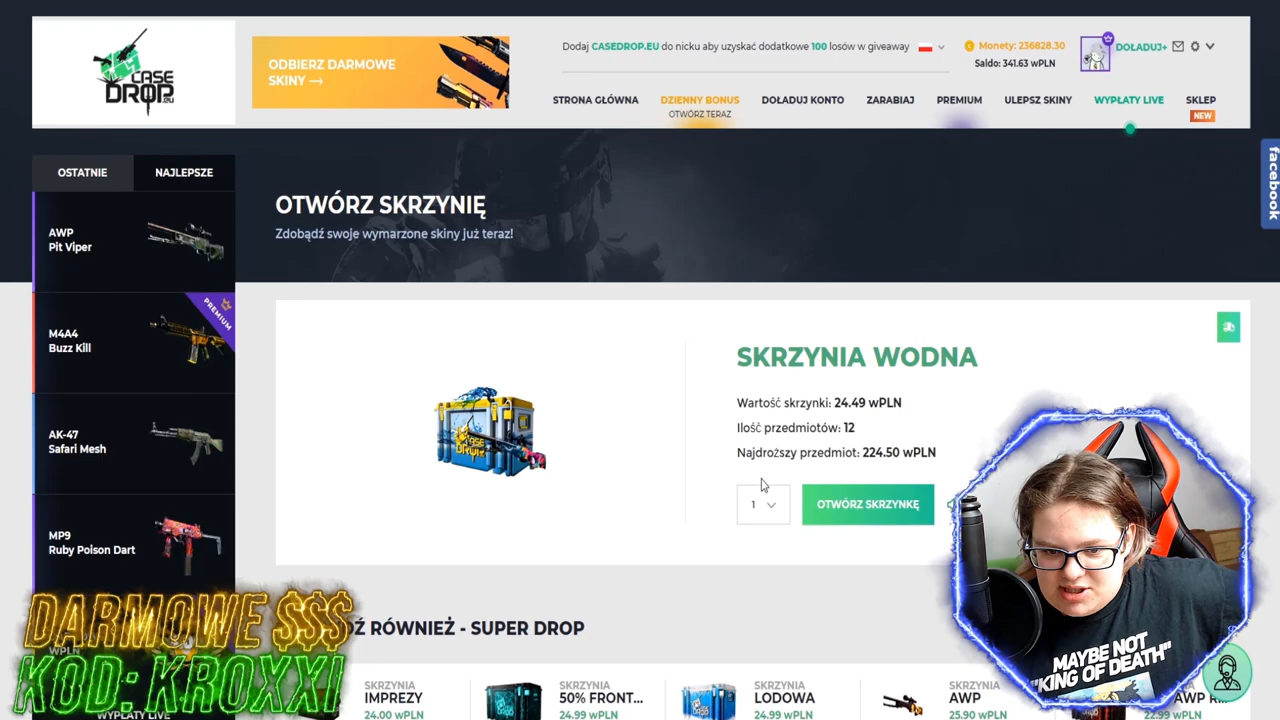 CASE
DROP.EU
ODBIERZ DARMOWE
SKINY →
Dodaj CASEDROP.EU do nicku aby uzyskać dodatkowe 100 losów w giveaway
Monety: 236828.30
Saldo: 341.63 wPLN
DOŁADUJ+
STRONA GŁÓWNA
DZIENNY BONUS
OTWÓRZ TERAZ
DOŁADUJ KONTO
ZARABIAJ
PREMIUM
ULEPSZ SKINY
WYPŁATY LIVE
SKLEP
NEW
facebook
OSTATNIE
NAJLEPSZE
AWP
Pit Viper
PREMIUM
M4A4
Buzz Kill
AK-47
Safari Mesh
MP9
Ruby Poison Dart
OTWÓRZ SKRZYNIĘ
Zdobądź swoje wymarzone skiny już teraz!
CASE
DROP
SKRZYNIA WODNA
Wartość skrzynki: 24.49 wPLN
Ilość przedmiotów: 12
Najdroższy przedmiot: 224.50 wPLN
1
OTWÓRZ SKRZYNKĘ
DARMOWE $$$
KOD: KROXXI
WPLN
WYPŁATY LIVE
RÓWNIEŻ - SUPER DROP
SKRZYNIA
IMPREZY
24.00 wPLN
SKRZYNIA
50% FRONT...
24.99 wPLN
SKRZYNIA
LODOWA
24.99 wPLN
SKRZYNIA
AWP
25.90 wPLN
SKRZYNIA
22.99 wPLN
MAYBE NOT
"KING OF DEATH"